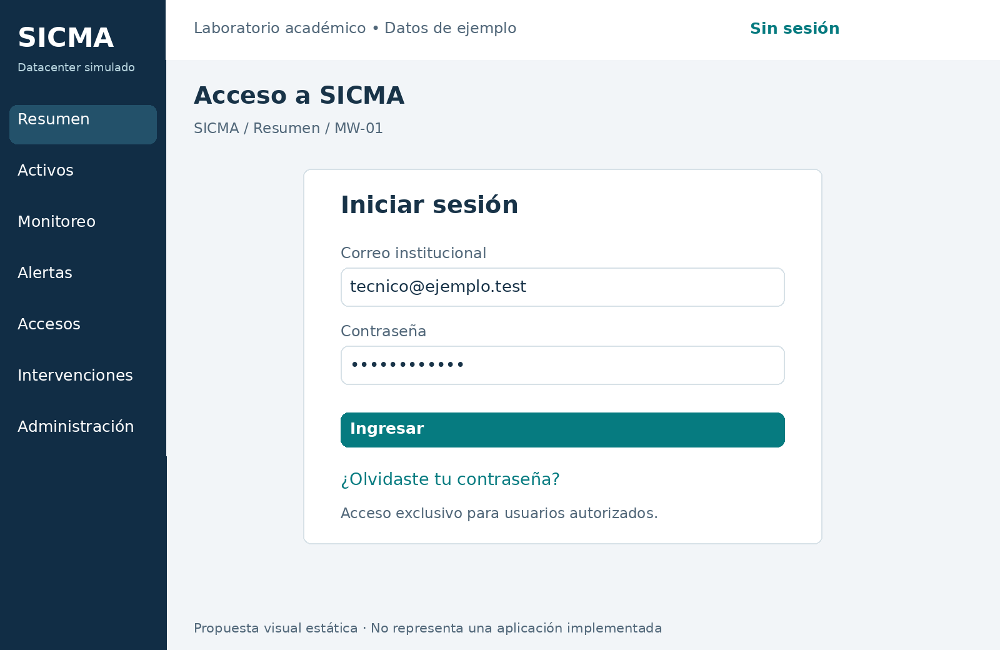 SICMA
Datacenter simulado
Resumen
Activos
Monitoreo
Alertas
Accesos
Intervenciones
Administración
Laboratorio académico • Datos de ejemplo
Sin sesión
Acceso a SICMA
SICMA / Resumen / MW-01
Iniciar sesión
Correo institucional
tecnico@ejemplo.test
Contraseña
••••••••••••
Ingresar
¿Olvidaste tu contraseña?
Acceso exclusivo para usuarios autorizados.
Propuesta visual estática · No representa una aplicación implementada